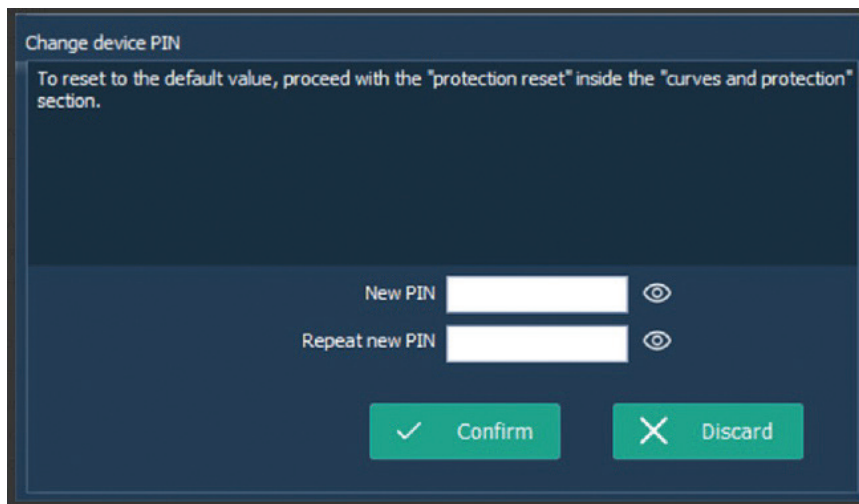 Change device PIN
To reset to the default value, proceed with the "protection reset" inside the "curves and protection"
section.
New PIN
Repeat new PIN
Confirm
Discard